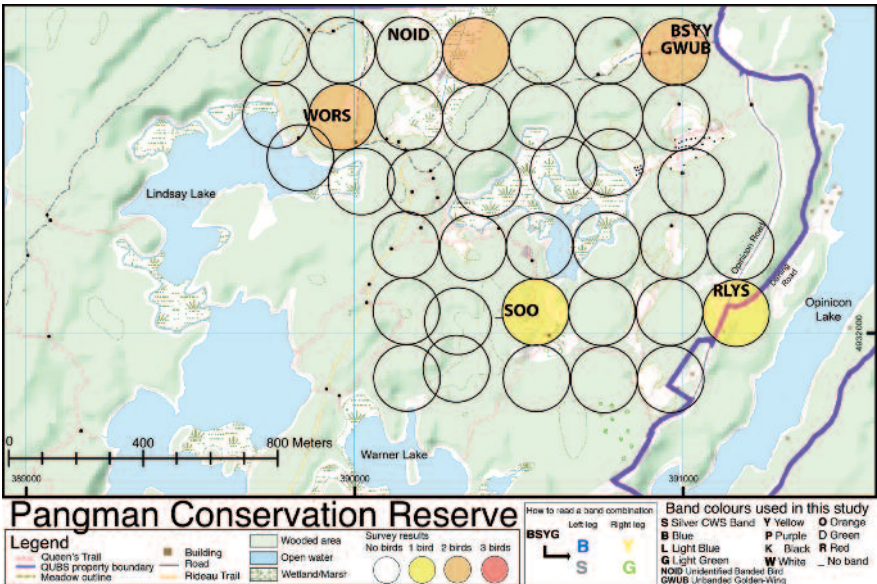 NOID
BSYY
GWUB
WORS
Lindsay Lake
Opinicon Road
Darling Road
RLYS
_SOO
Opinicon
Lake
4932000
0 400 800 Meters
Warner Lake
380000
390000
391000
Pangman Conservation Reserve
Legend
Queen's Trail
QUBS property boundary
Meadow outline
Building
Road
Rideau Trail
Wooded area
Open water
Wetland/Marsh
Survey results
No birds 1 bird 2 birds 3 birds
How to read a band combination
Left leg Right leg
BSYG
B Y
S G
Band colours used in this study
S Silver CWS Band Y Yellow O Orange
B Blue P Purple D Green
L Light Blue K Black R Red
G Light Green W White _ No band
NOID Unidentified Banded Bird
GWUB Unbanded Golden-Wing